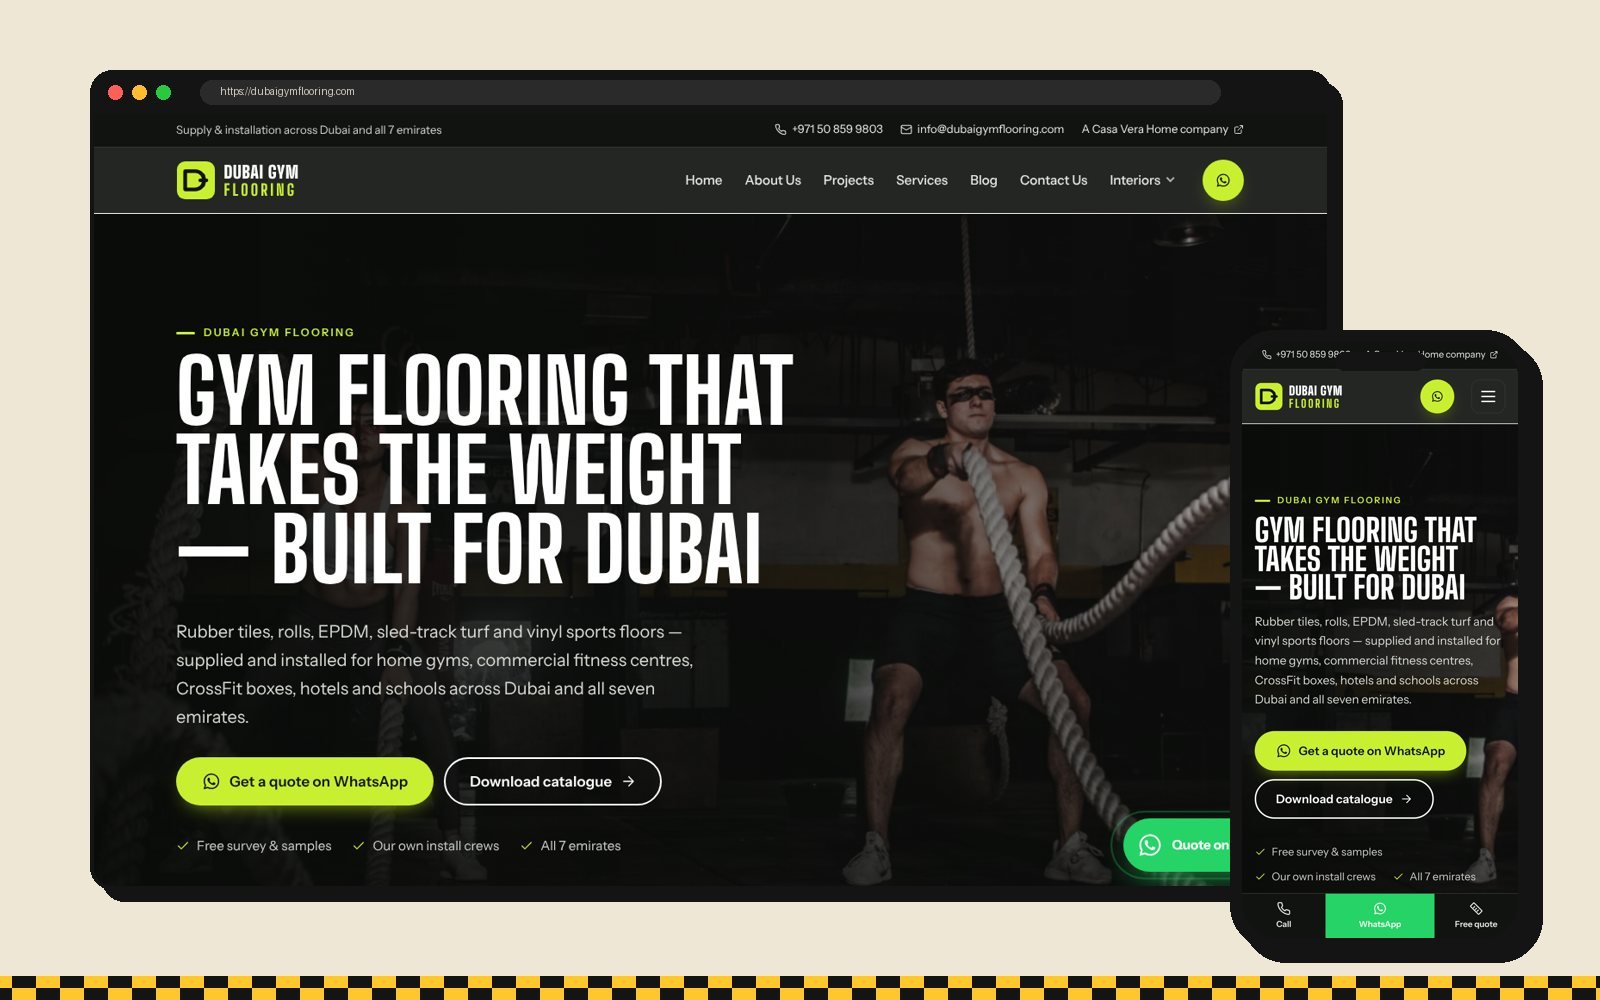 https://dubaigymflooring.com
Supply & installation across Dubai and all 7 emirates
+971 50 859 9803
info@dubaigymflooring.com
A Casa Vera Home company
DUBAI GYM
FLOORING
Home
About Us
Projects
Services
Blog
Contact Us
Interiors
DUBAI GYM FLOORING
GYM FLOORING THAT
TAKES THE WEIGHT
— BUILT FOR DUBAI
Rubber tiles, rolls, EPDM, sled-track turf and vinyl sports floors —
supplied and installed for home gyms, commercial fitness centres,
CrossFit boxes, hotels and schools across Dubai and all seven
emirates.
Get a quote on WhatsApp
Download catalogue →
Free survey & samples
Our own install crews
All 7 emirates
Quote on
+971 50 859
Home company
DUBAI GYM
FLOORING
DUBAI GYM FLOORING
GYM FLOORING THAT
TAKES THE WEIGHT
— BUILT FOR DUBAI
Rubber tiles, rolls, EPDM, sled-track turf and
vinyl sports floors — supplied and installed for
home gyms, commercial fitness centres,
CrossFit boxes, hotels and schools across
Dubai and all seven emirates.
Get a quote on WhatsApp
Download catalogue →
Free survey & samples
Our own install crews
All 7 emirates
Call
WhatsApp
Free quote